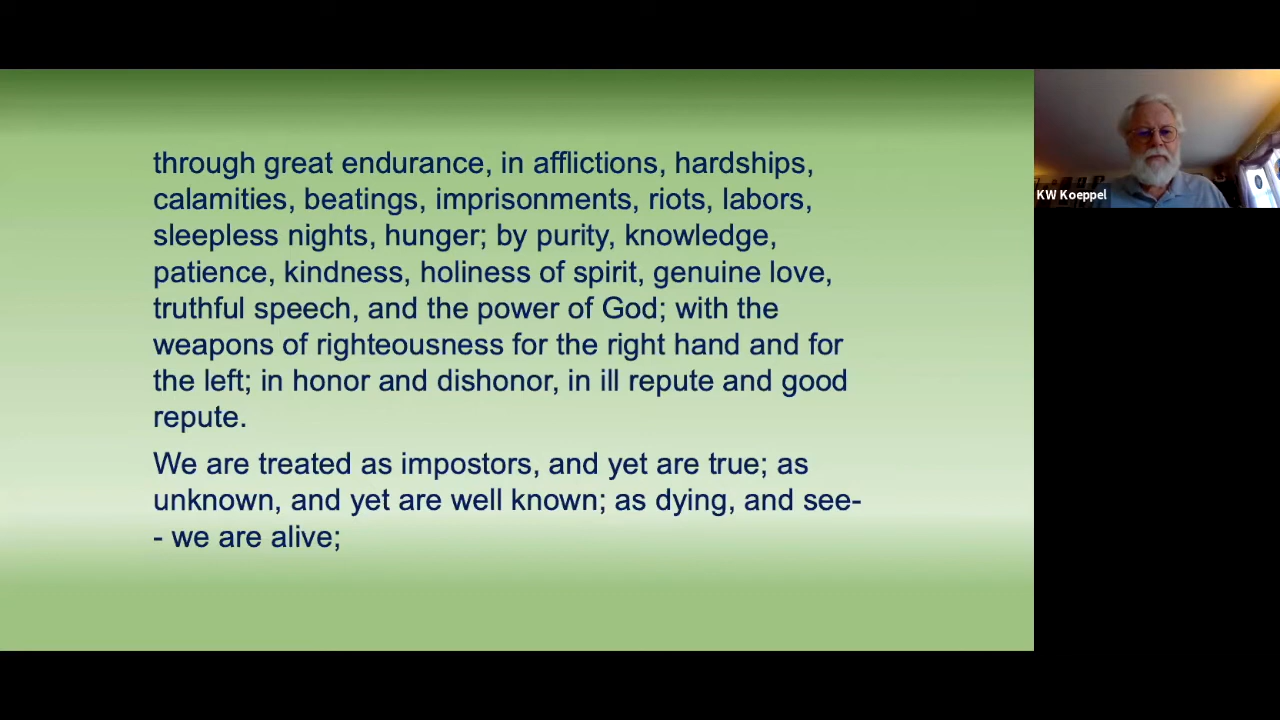 through great endurance, in afflictions, hardships,
calamities, beatings, imprisonments, riots, labors,
sleepless nights, hunger; by purity, knowledge,
patience, kindness, holiness of spirit, genuine love,
truthful speech, and the power of God; with the
weapons of righteousness for the right hand and for
the left; in honor and dishonor, in ill repute and good
repute.
We are treated as impostors, and yet are true; as
unknown, and yet are well known; as dying, and see-
- we are alive;
KW Koeppel